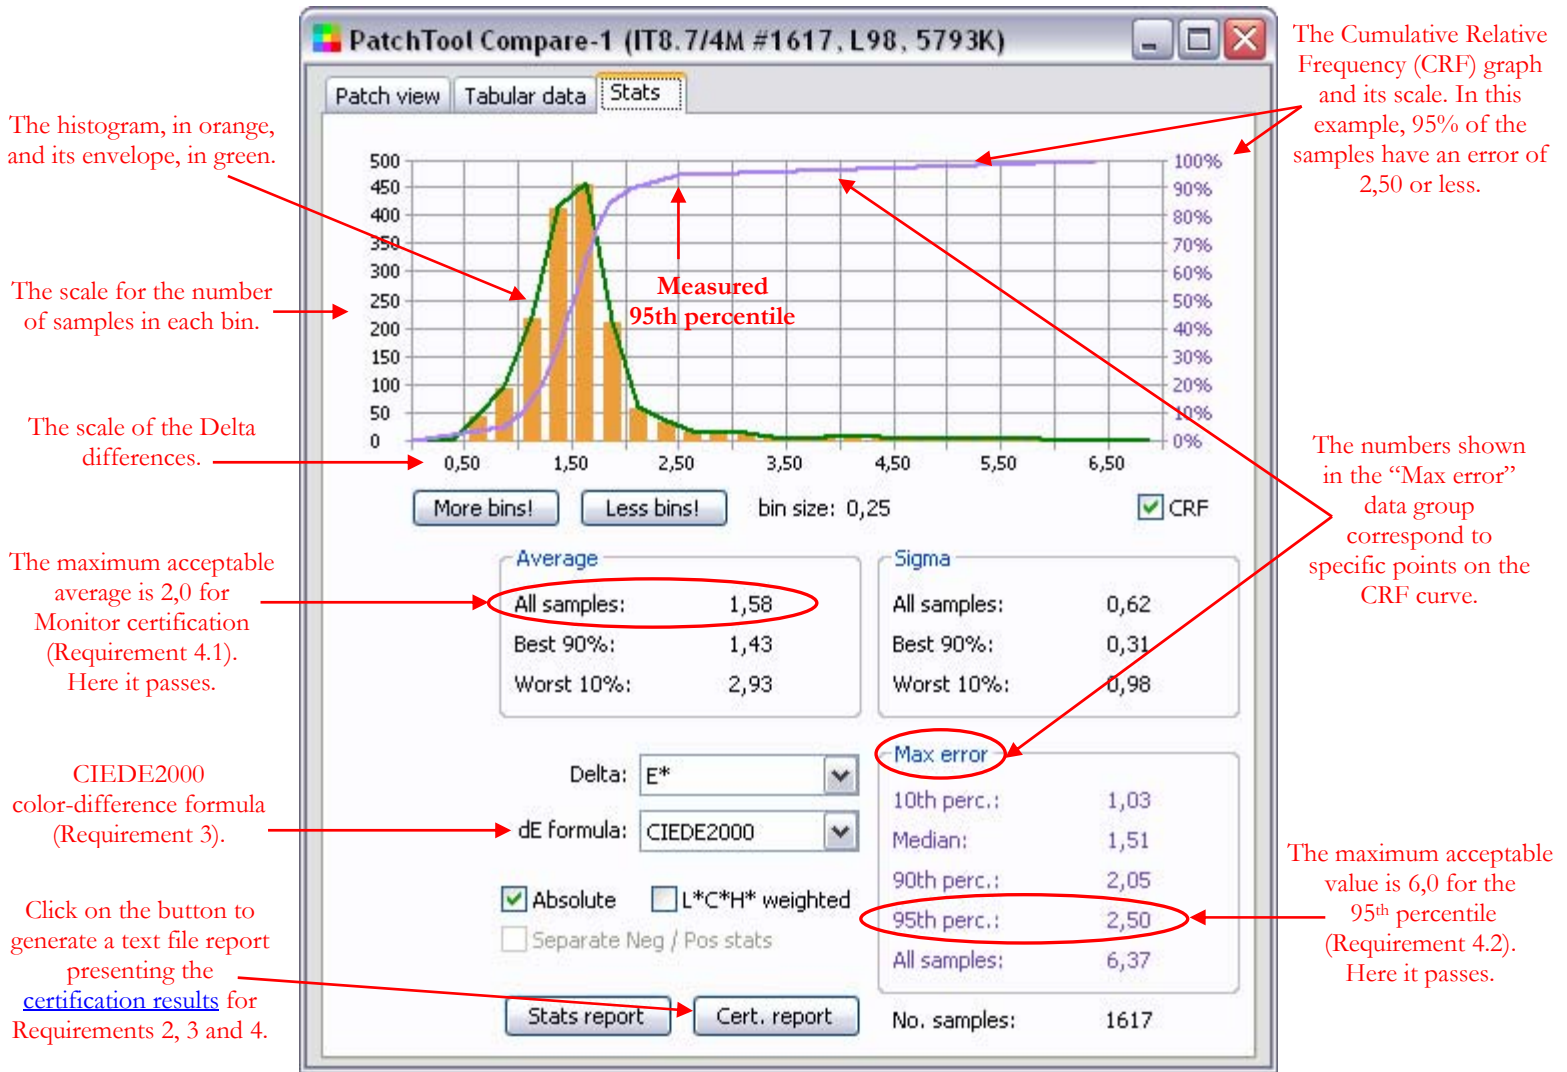 PatchTool Compare-1 (IT8.7/4M #1617, L98, 5793K)
Patch view
Tabular data
Stats
The histogram, in orange,
and its envelope, in green.
The scale for the number
of samples in each bin.
The scale of the Delta
differences.
The Cumulative Relative
Frequency (CRF) graph
and its scale. In this
example, 95% of the
samples have an error of
2,50 or less.
500
450
400
350
300
250
200
150
100
50
0
100%
90%
80%
70%
60%
50%
40%
30%
20%
10%
0%
Measured
95th percentile
0,50
1,50
2,50
3,50
4,50
5,50
6,50
More bins!
Less bins!
bin size: 0,25
CRF
The numbers shown
in the “Max error”
data group
correspond to
specific points on the
CRF curve.
The maximum acceptable
average is 2,0 for
Monitor certification
(Requirement 4.1).
Here it passes.
Average
All samples: 1,58
Best 90%: 1,43
Worst 10%: 2,93
Sigma
All samples: 0,62
Best 90%: 0,31
Worst 10%: 0,98
CIEDE2000
color-difference formula
(Requirement 3).
Delta: E*
dE formula: CIEDE2000
Absolute
L*C*H* weighted
Separate Neg / Pos stats
Max error
10th perc.: 1,03
Median: 1,51
90th perc.: 2,05
95th perc.: 2,50
All samples: 6,37
The maximum acceptable
value is 6,0 for the
95th percentile
(Requirement 4.2).
Here it passes.
Click on the button to
generate a text file report
presenting the
certification results for
Requirements 2, 3 and 4.
Stats report
Cert. report
No. samples: 1617